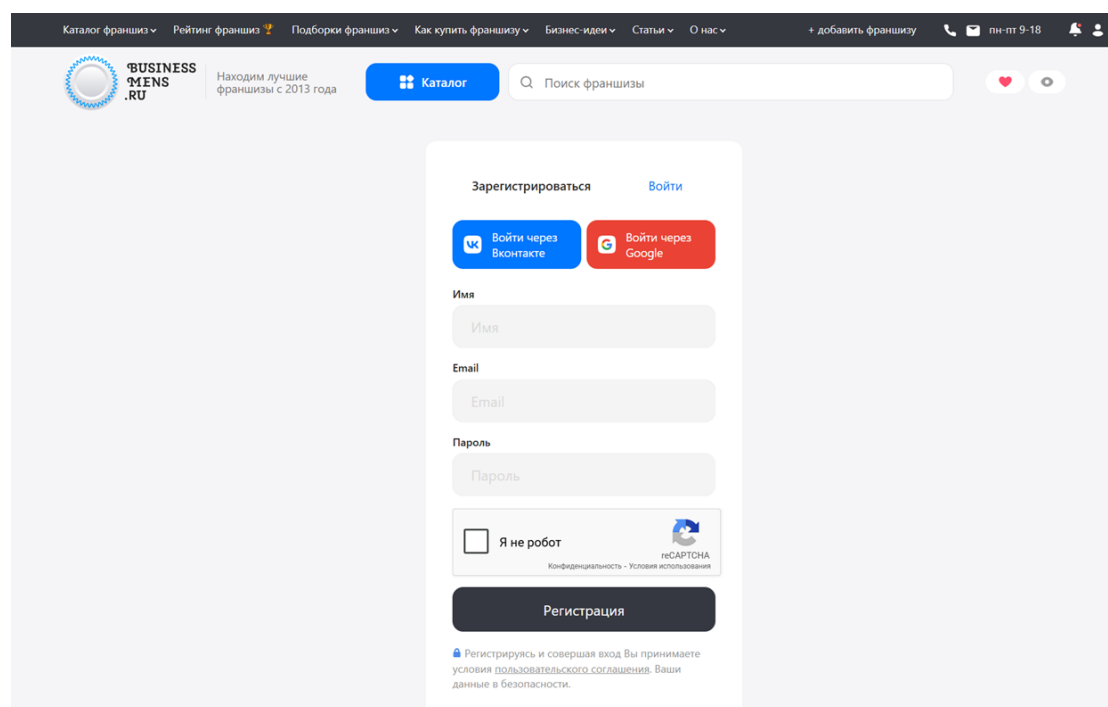 Каталог франшиз Рейтинг франшиз Подборки франшиз Как купить франшизу Бизнес-идеи Статьи О нас + добавить франшизу пн-пт 9-18
BUSINESS
MENS
.RU
Находим лучшие
франшизы с 2013 года
Каталог
Поиск франшизы
Зарегистрироваться Войти
Войти через
Вконтакте
Войти через
Google
Имя
Имя
Email
Email
Пароль
Пароль
Я не робот
reCAPTCHA
Конфиденциальность - Условия использования
Регистрация
Регистрируясь и совершая вход Вы принимаете
условия пользовательского соглашения. Ваши
данные в безопасности.